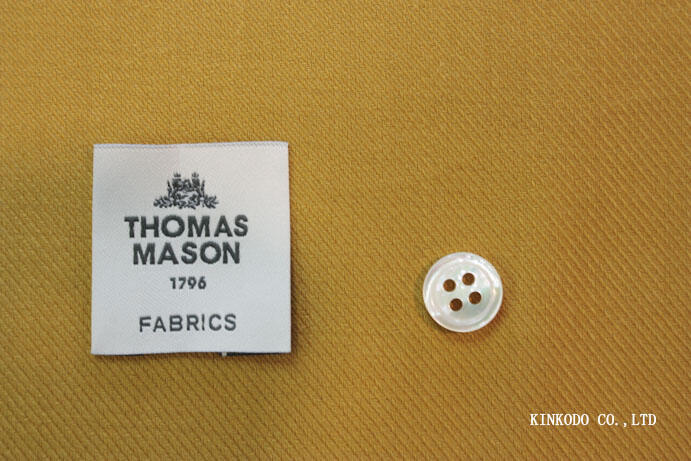 THOMAS
MASON
1796
FABRICS
KINKODO CO.,LTD